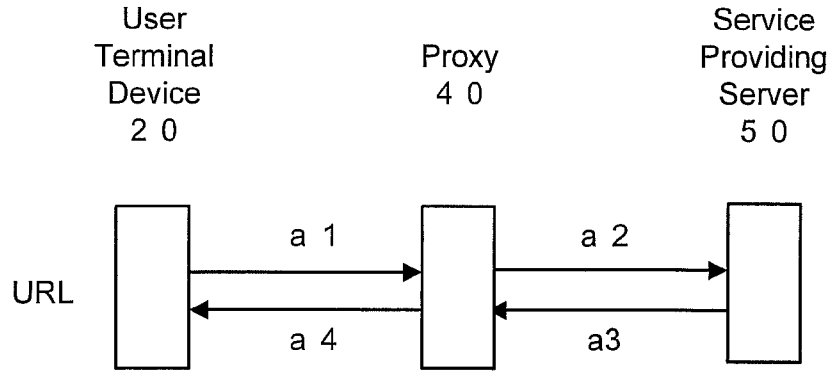 User
Terminal
Device
2 0
Proxy
4 0
Service
Providing
Server
5 0
a 1
a 2
URL
a 4
a3